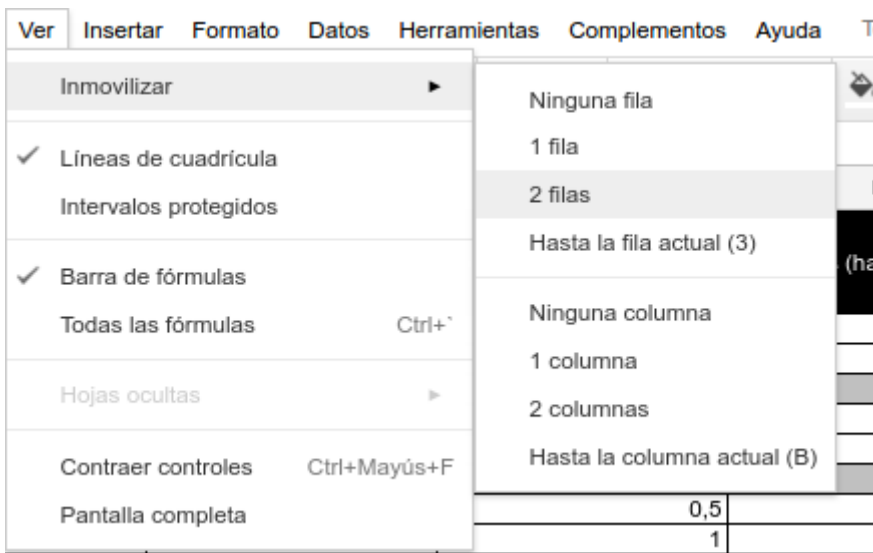 Ver Insertar Formato Datos Herramientas Complementos Ayuda T
Inmovilizar
Líneas de cuadrícula
Intervalos protegidos
Barra de fórmulas
Todas las fórmulas Ctrl+`
Hojas ocultas
Contraer controles Ctrl+Mayús+F
Pantalla completa
Ninguna fila
1 fila
2 filas
Hasta la fila actual (3)
Ninguna columna
1 columna
2 columnas
Hasta la columna actual (B)
(ha
0,5
1